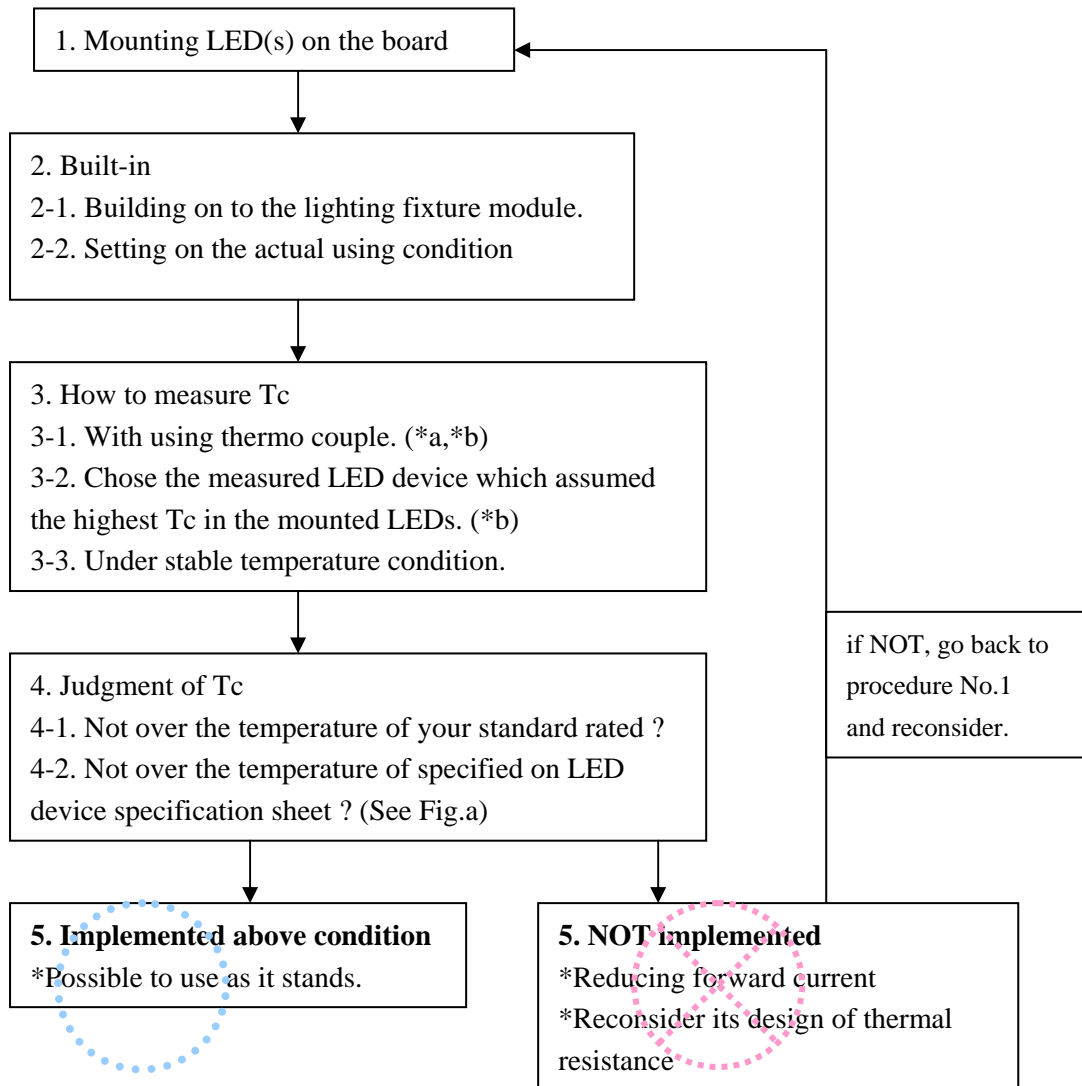 1. Mounting LED(s) on the board
2. Built-in
2-1. Building on to the lighting fixture module.
2-2. Setting on the actual using condition
3. How to measure Tc
3-1. With using thermo couple. (*a,*b)
3-2. Chose the measured LED device which assumed
the highest Tc in the mounted LEDs. (*b)
3-3. Under stable temperature condition.
if NOT, go back to
procedure No.1
and reconsider.
4. Judgment of Tc
4-1. Not over the temperature of your standard rated ?
4-2. Not over the temperature of specified on LED
device specification sheet ? (See Fig.a)
5. Implemented above condition
*Possible to use as it stands.
5. NOT implemented
*Reducing forward current
*Reconsider its design of thermal
resistance